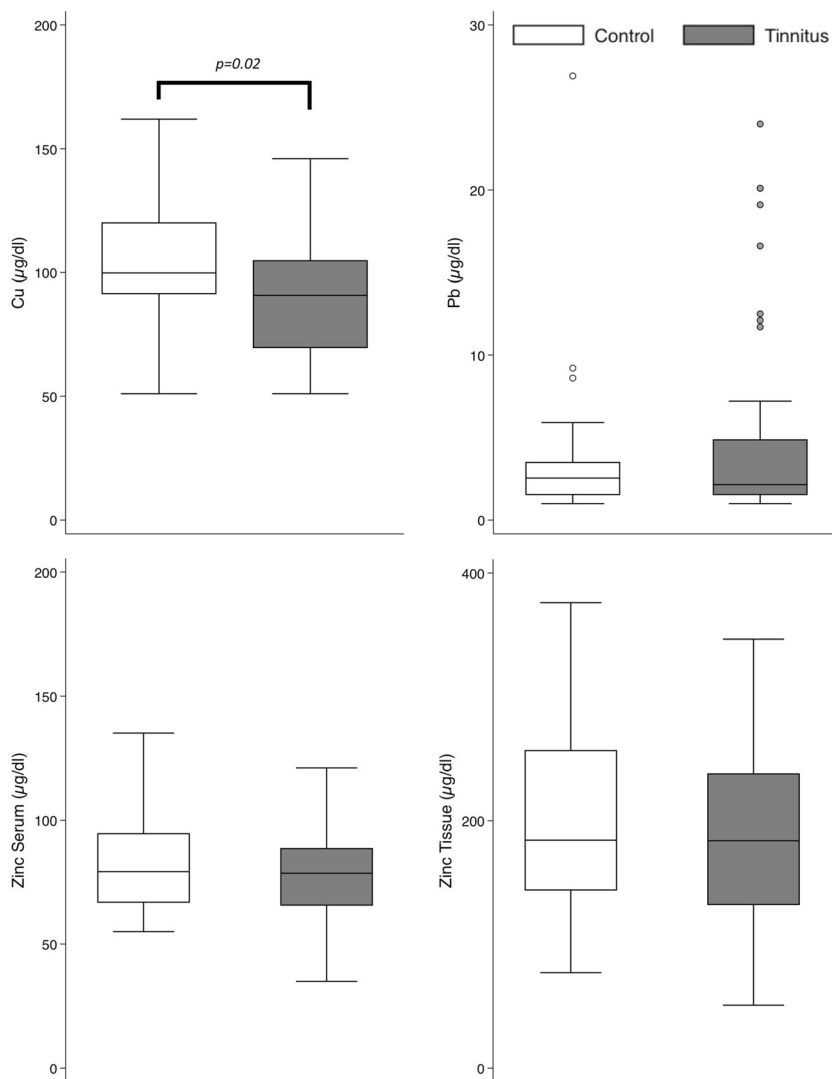 200
150
100
50
0
Cu (µg/dl)
p=0.02
30
20
10
0
Pb (µg/dl)
Control
Tinnitus
200
150
100
50
0
Zinc Serum (µg/dl)
400
200
0
Zinc Tissue (µg/dl)